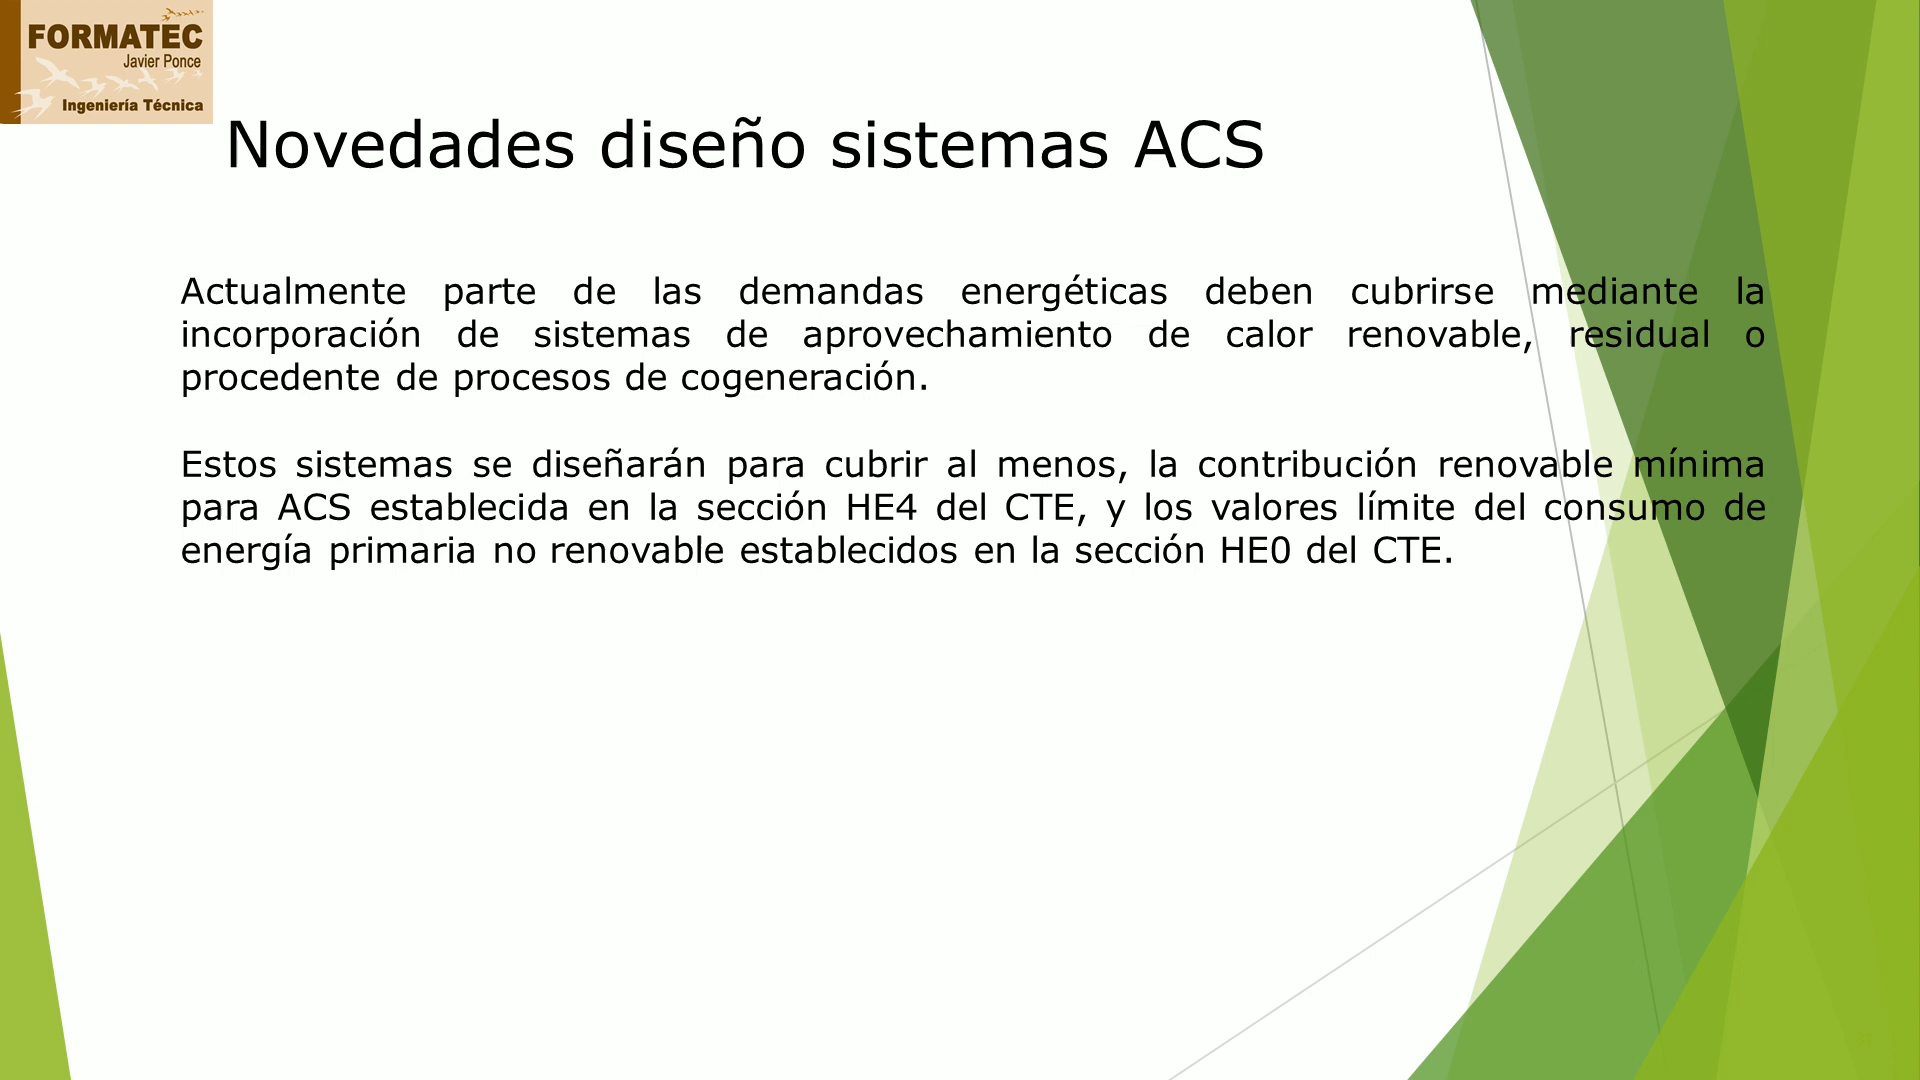 FORMATEC
Javier Ponce
Ingeniería Técnica
Novedades diseño sistemas ACS
Actualmente parte de las demandas energéticas deben cubrirse mediante la
incorporación de sistemas de aprovechamiento de calor renovable, residual o
procedente de procesos de cogeneración.
Estos sistemas se diseñarán para cubrir al menos, la contribución renovable mínima
para ACS establecida en la sección HE4 del CTE, y los valores límite del consumo de
energía primaria no renovable establecidos en la sección HE0 del CTE.